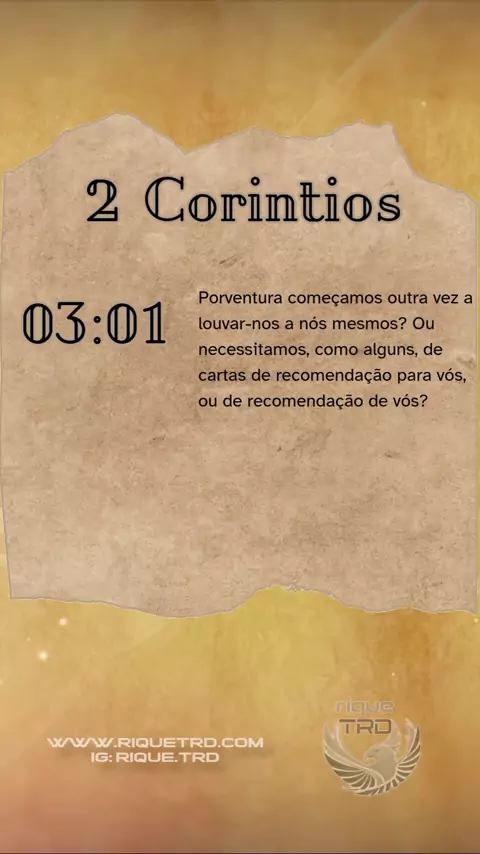 2 Corintios
03:01
Porventura começamos outra vez a
louvar-nos a nós mesmos? Ou
necessitamos, como alguns, de
cartas de recomendação para vós,
ou de recomendação de vós?
rique
TRD
WWW.RIQUETRD.COM
IG: RIQUE.TRD